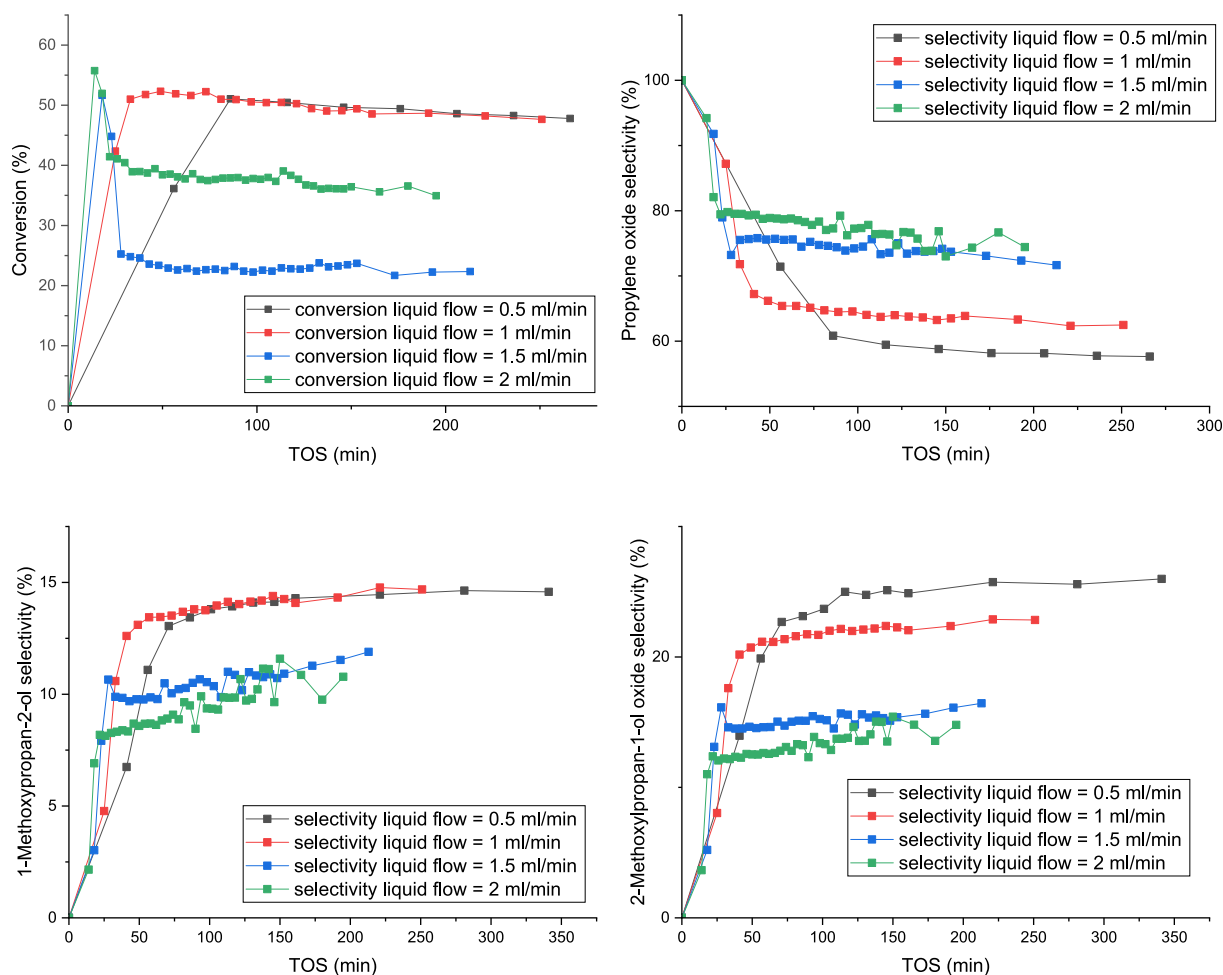 Conversion (%)
60
50
40
30
20
10
0
0
100
200
TOS (min)
conversion liquid flow = 0.5 ml/min
conversion liquid flow = 1 ml/min
conversion liquid flow = 1.5 ml/min
conversion liquid flow = 2 ml/min
Propylene oxide selectivity (%)
100
80
60
0
50
100
150
200
250
300
TOS (min)
selectivity liquid flow = 0.5 ml/min
selectivity liquid flow = 1 ml/min
selectivity liquid flow = 1.5 ml/min
selectivity liquid flow = 2 ml/min
1-Methoxypropan-2-ol selectivity (%)
15
10
5
0
0
50
100
150
200
250
300
350
TOS (min)
selectivity liquid flow = 0.5 ml/min
selectivity liquid flow = 1 ml/min
selectivity liquid flow = 1.5 ml/min
selectivity liquid flow = 2 ml/min
2-Methoxylpropan-1-ol oxide selectivity (%)
20
0
0
50
100
150
200
250
300
350
TOS (min)
selectivity liquid flow = 0.5 ml/min
selectivity liquid flow = 1 ml/min
selectivity liquid flow = 1.5 ml/min
selectivity liquid flow = 2 ml/min